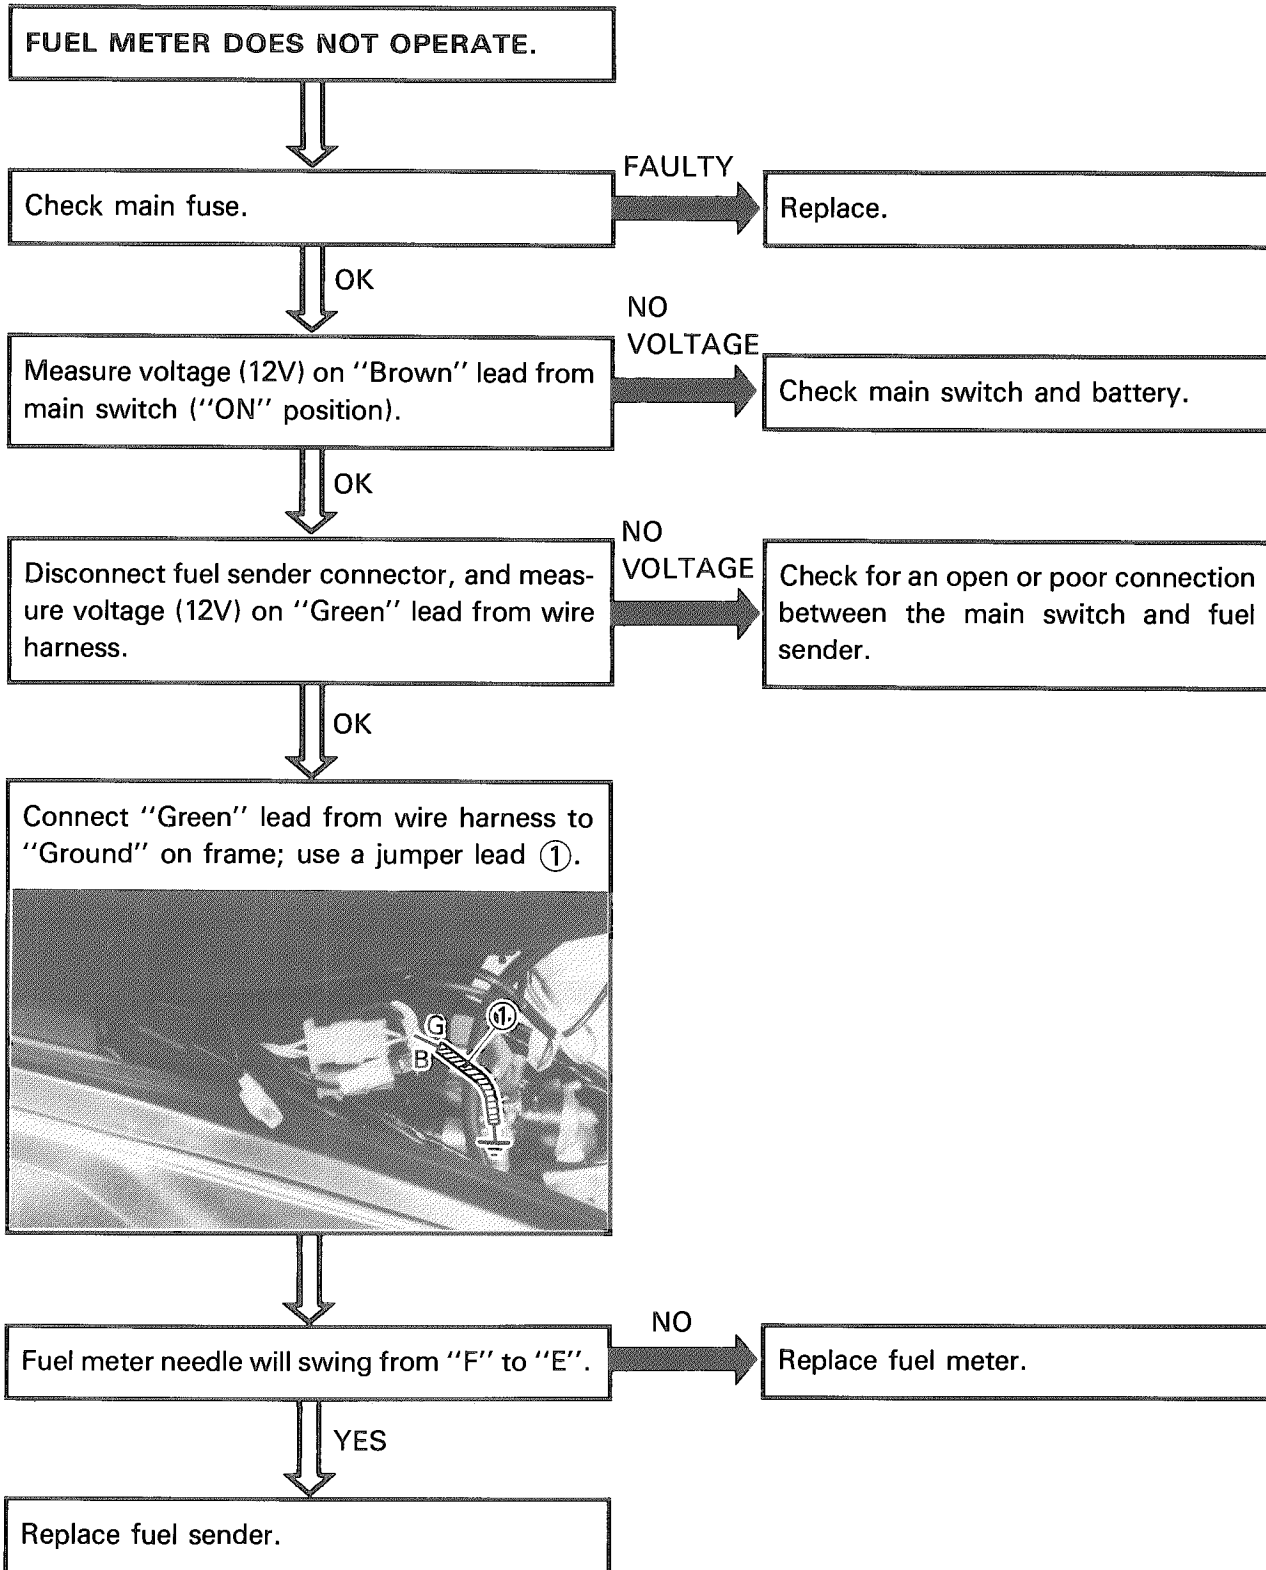 FUEL METER DOES NOT OPERATE.
FAULTY
Check main fuse.
Replace.
OK
NO
VOLTAGE
Measure voltage (12V) on "Brown" lead from
main switch ("ON" position).
Check main switch and battery.
OK
NO
VOLTAGE
Disconnect fuel sender connector, and meas-
ure voltage (12V) on "Green" lead from wire
harness.
Check for an open or poor connection
between the main switch and fuel
sender.
OK
Connect "Green" lead from wire harness to
"Ground" on frame; use a jumper lead ①.
G
①
B
NO
Fuel meter needle will swing from "F" to "E".
Replace fuel meter.
YES
Replace fuel sender.